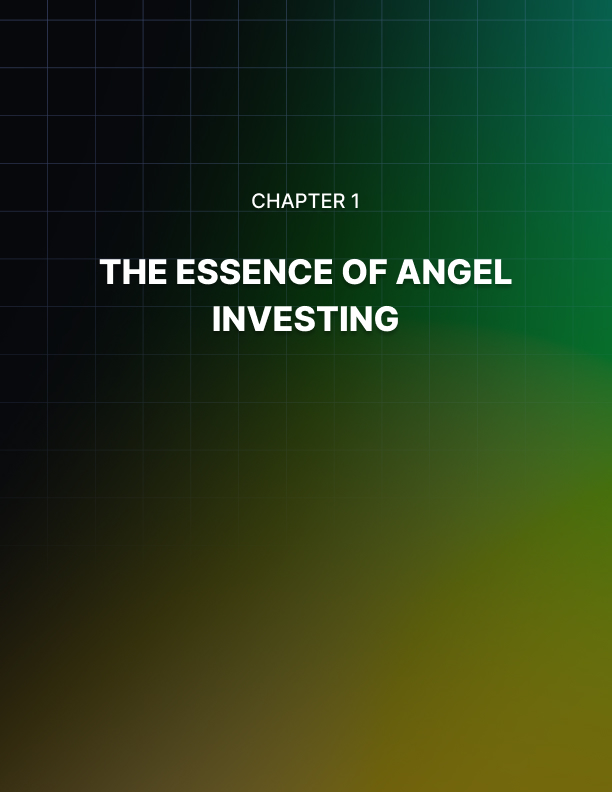 CHAPTER 1
THE ESSENCE OF ANGEL
INVESTING